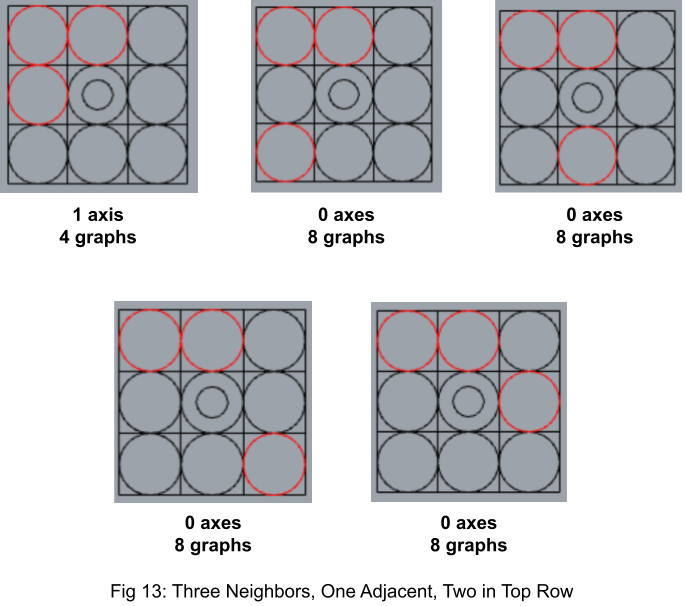 1 axis
4 graphs
0 axes
8 graphs
0 axes
8 graphs
0 axes
8 graphs
0 axes
8 graphs
Fig 13: Three Neighbors, One Adjacent, Two in Top Row